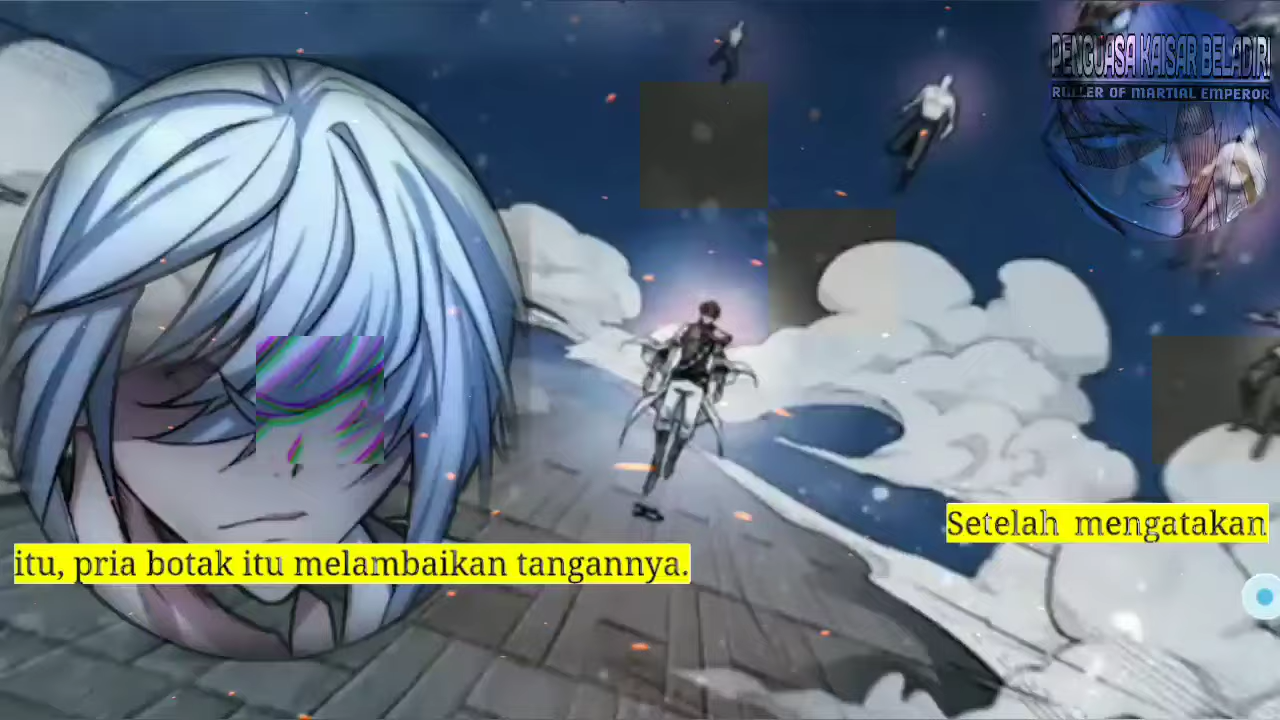 PENGUASA KAISAR BELADIRI
RULLER OF MARTIAL EMPEROR
Setelah mengatakan
itu, pria botak itu melambaikan tangannya.